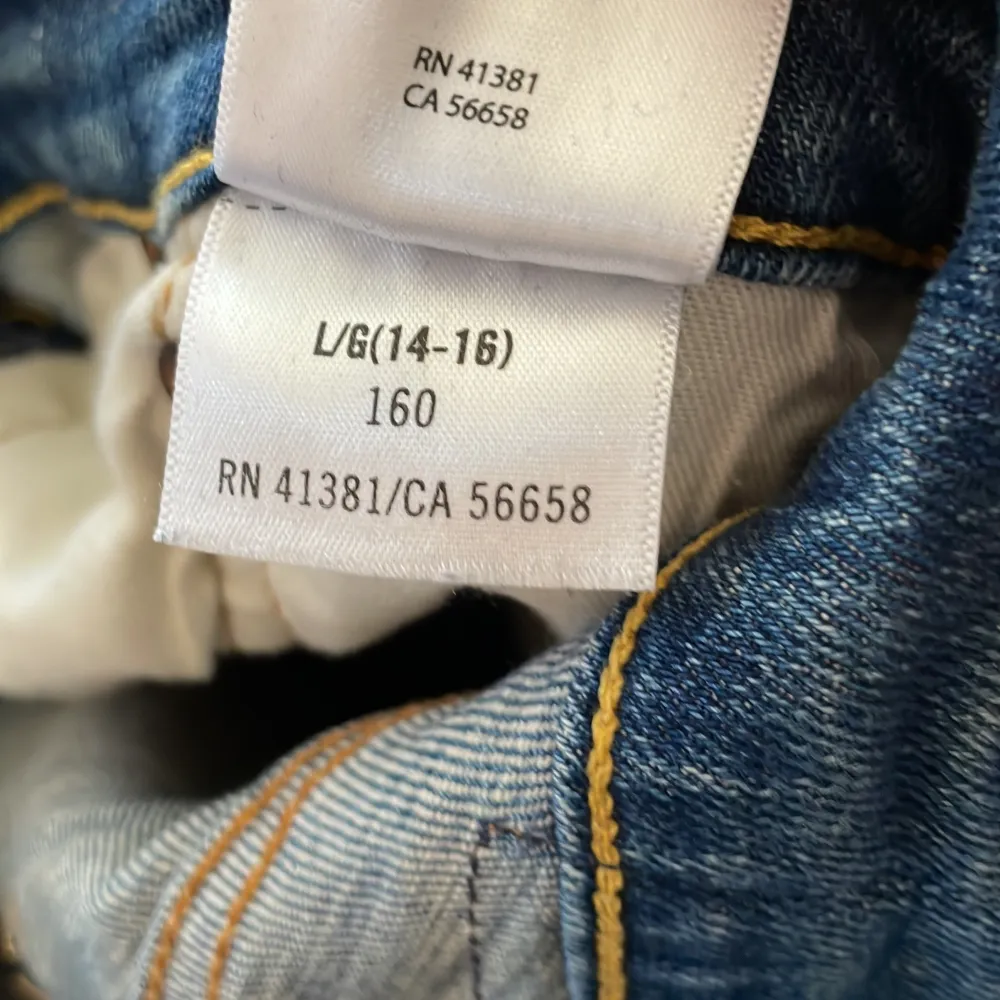 RN 41381
CA 56658
L/G(14-16)
160
RN 41381/CA 56658